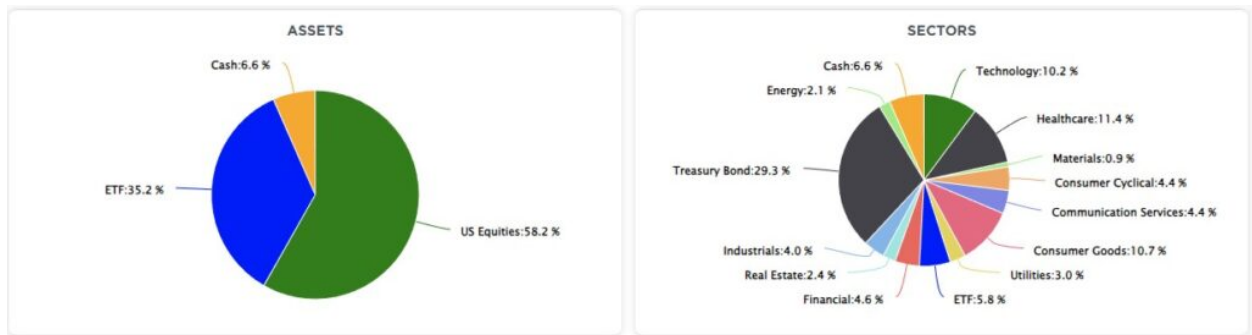 ASSETS
Cash:6.6 %
ETF:35.2 %
US Equities:58.2 %
SECTORS
Cash:6.6 %
Technology:10.2 %
Energy:2.1 %
Healthcare:11.4 %
Materials:0.9 %
Treasury Bond:29.3 %
Consumer Cyclical:4.4 %
Communication Services:4.4 %
Industrials:4.0 %
Consumer Goods:10.7 %
Real Estate:2.4 %
Utilities:3.0 %
Financial:4.6 %
ETF:5.8 %